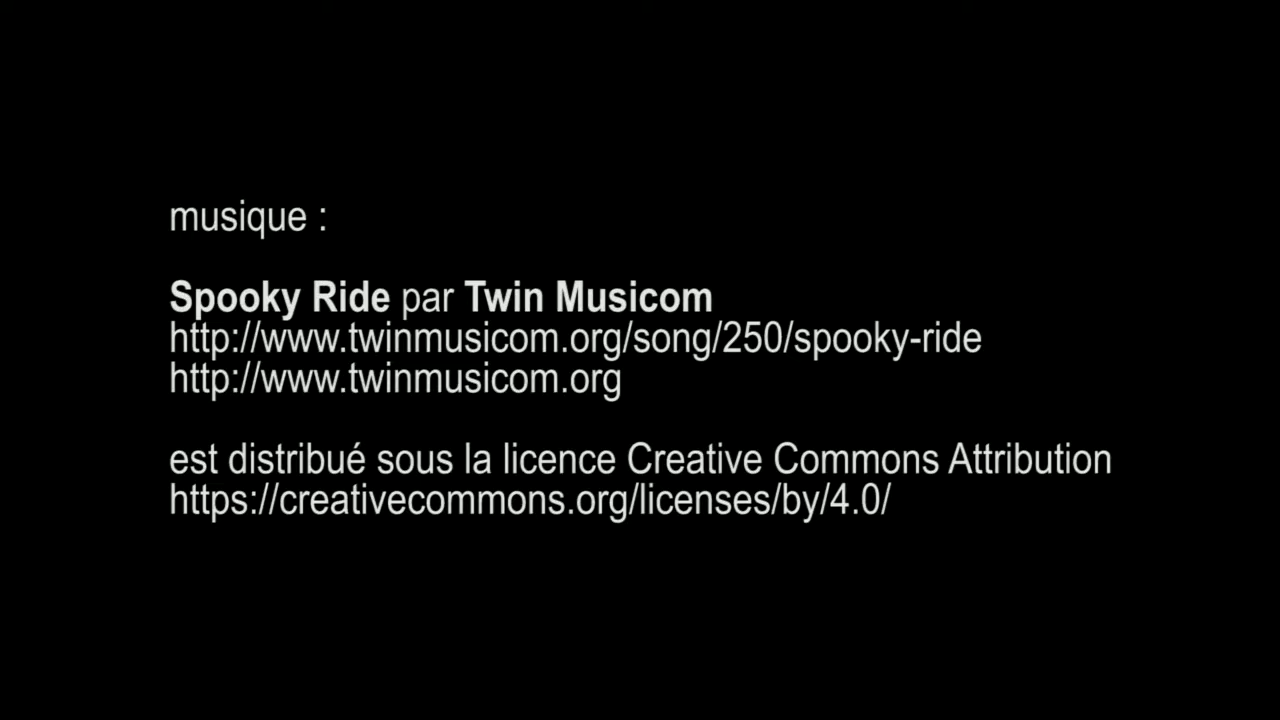 musique :
Spooky Ride par Twin Musicom
http://www.twinmusicom.org/song/250/spooky-ride
http://www.twinmusicom.org
est distribué sous la licence Creative Commons Attribution
https://creativecommons.org/licenses/by/4.0/